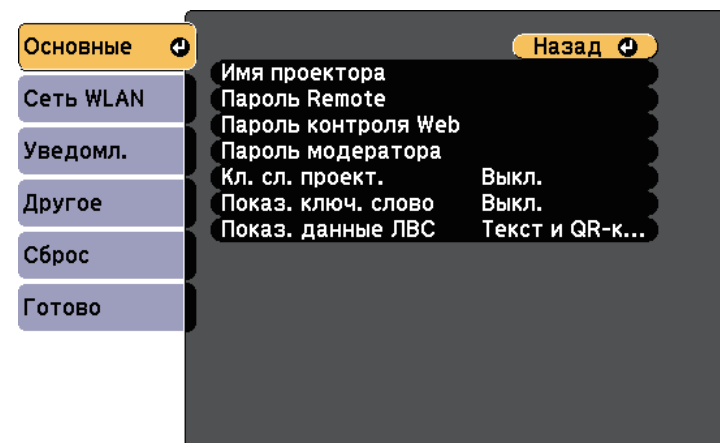 Основные
Сеть WLAN
Уведомл.
Другое
Сброс
Готово
Назад
Имя проектора
Пароль Remote
Пароль контроля Web
Пароль модератора
Кл. сл. проект. Выкл.
Показ. ключ. слово Выкл.
Показ. данные ЛВС Текст и QR-к...